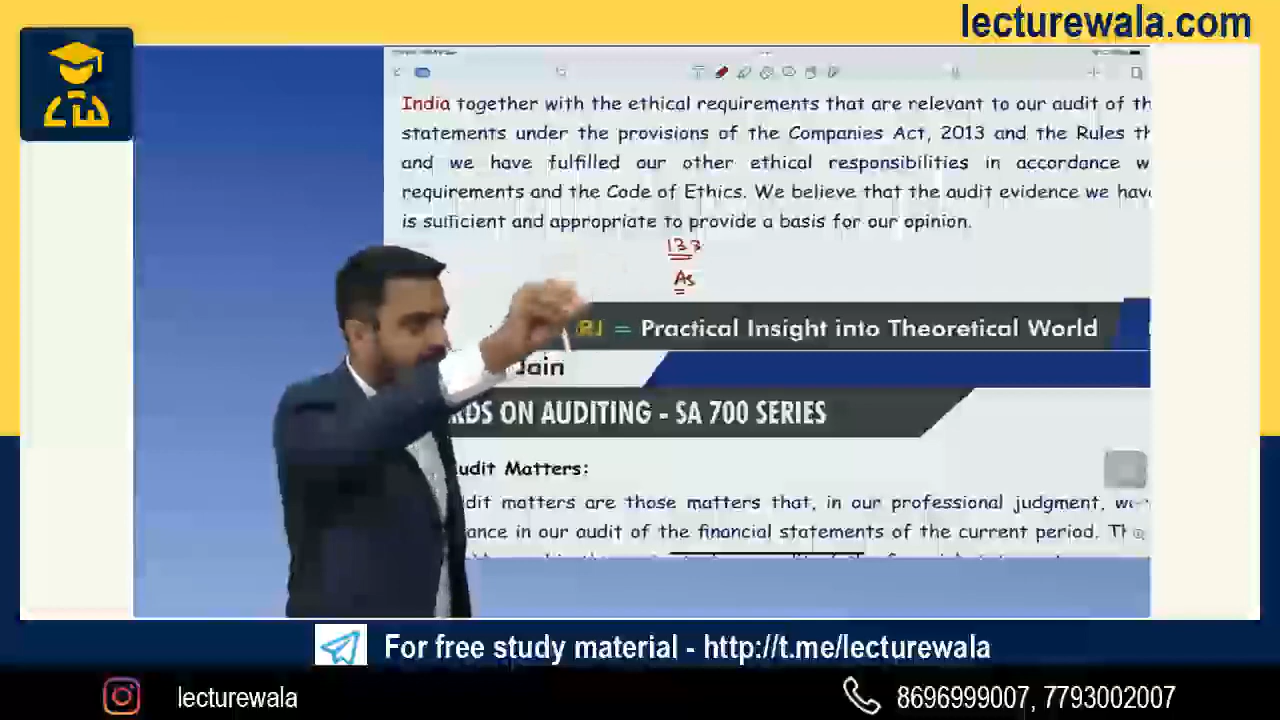 lecturewala.com
India together with the ethical requirements that are relevant to our audit of th
statements under the provisions of the Companies Act, 2013 and the Rules th
and we have fulfilled our other ethical responsibilities in accordance w
requirements and the Code of Ethics. We believe that the audit evidence we hav
is sufficient and appropriate to provide a basis for our opinion.
133
As
= Practical Insight into Theoretical World
Jain
RDS ON AUDITING - SA 700 SERIES
udit Matters:
dit matters are those matters that, in our professional judgment, we
ance in our audit of the financial statements of the current period. Th
For free study material - http://t.me/lecturewala
lecturewala
8696999007, 7793002007